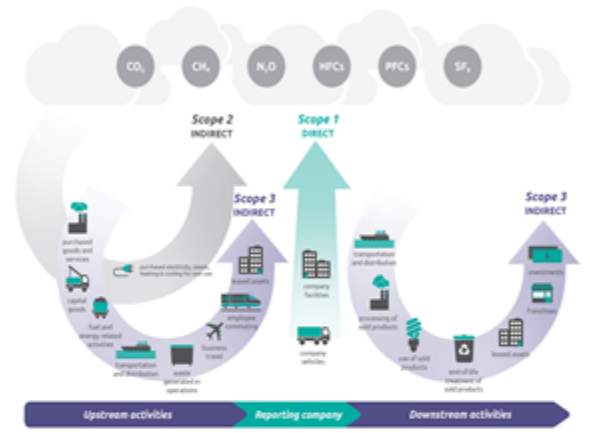 CO₂ CH₄ N₂O HFCs PFCs SF₆
Scope 2
INDIRECT
Scope 1
DIRECT
Scope 3
INDIRECT
Scope 3
INDIRECT
purchased
goods and
services
capital
goods
fuel and
energy related
activities
transportation
and distribution
waste
generated in
operations
business
travel
employee
commuting
leased assets
purchased electricity, steam,
heating & cooling for own use
company
facilities
company
vehicles
transportation
and distribution
processing of
sold products
use of sold
products
end-of-life
treatment of
sold products
leased assets
franchises
investments
Upstream activities
Reporting company
Downstream activities